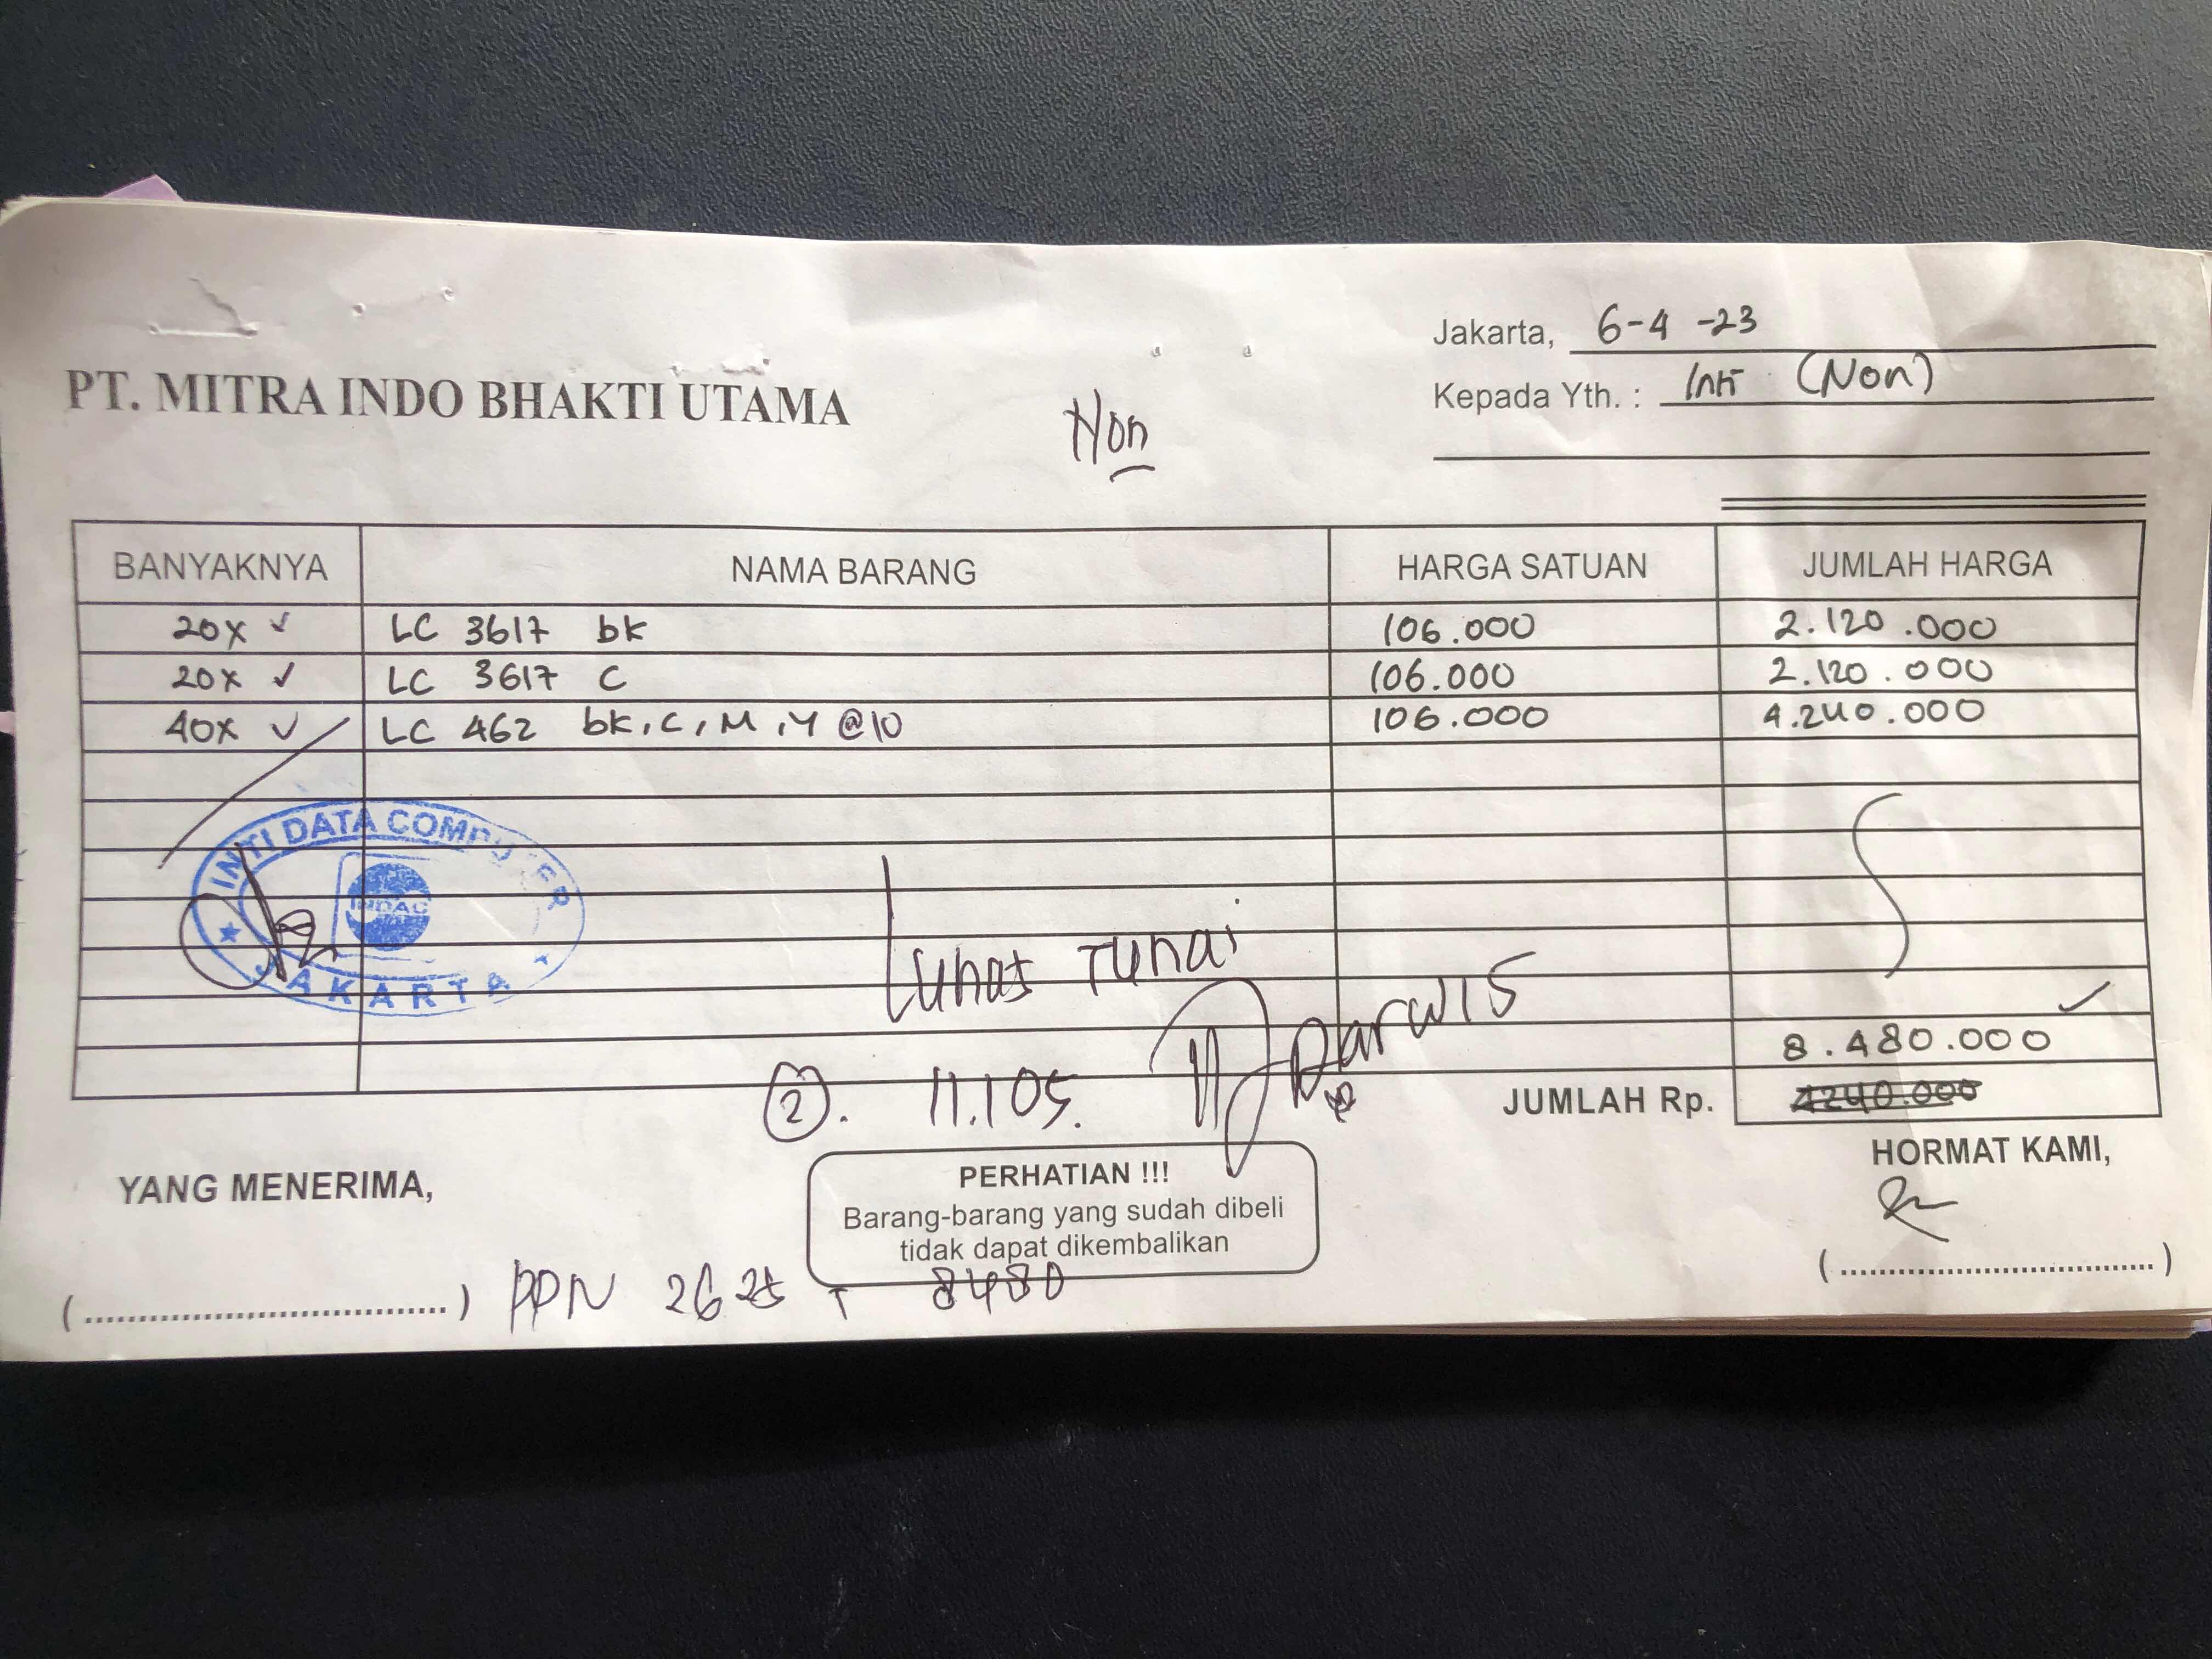 Jakarta, 6-4-23
PT. MITRA INDO BHAKTI UTAMA
Non
Kepada Yth. : Inti (Non)
BANYAKNYA NAMA BARANG HARGA SATUAN JUMLAH HARGA
20x LC 3617 bk 106.000 2.120.000
20x LC 3617 C 106.000 2.120.000
40x LC 462 bk, C, M, Y @10 106.000 4.240.000
INTI DATA COMPUTER
INDAC
JAKARTA
Lunas Tunai
Darwis
8.480.000
2. 11.105.
JUMLAH Rp. 4240.000
YANG MENERIMA,
HORMAT KAMI,
PERHATIAN !!!
Barang-barang yang sudah dibeli
tidak dapat dikembalikan
(................................) PPN 2625 + 8480
(................................)